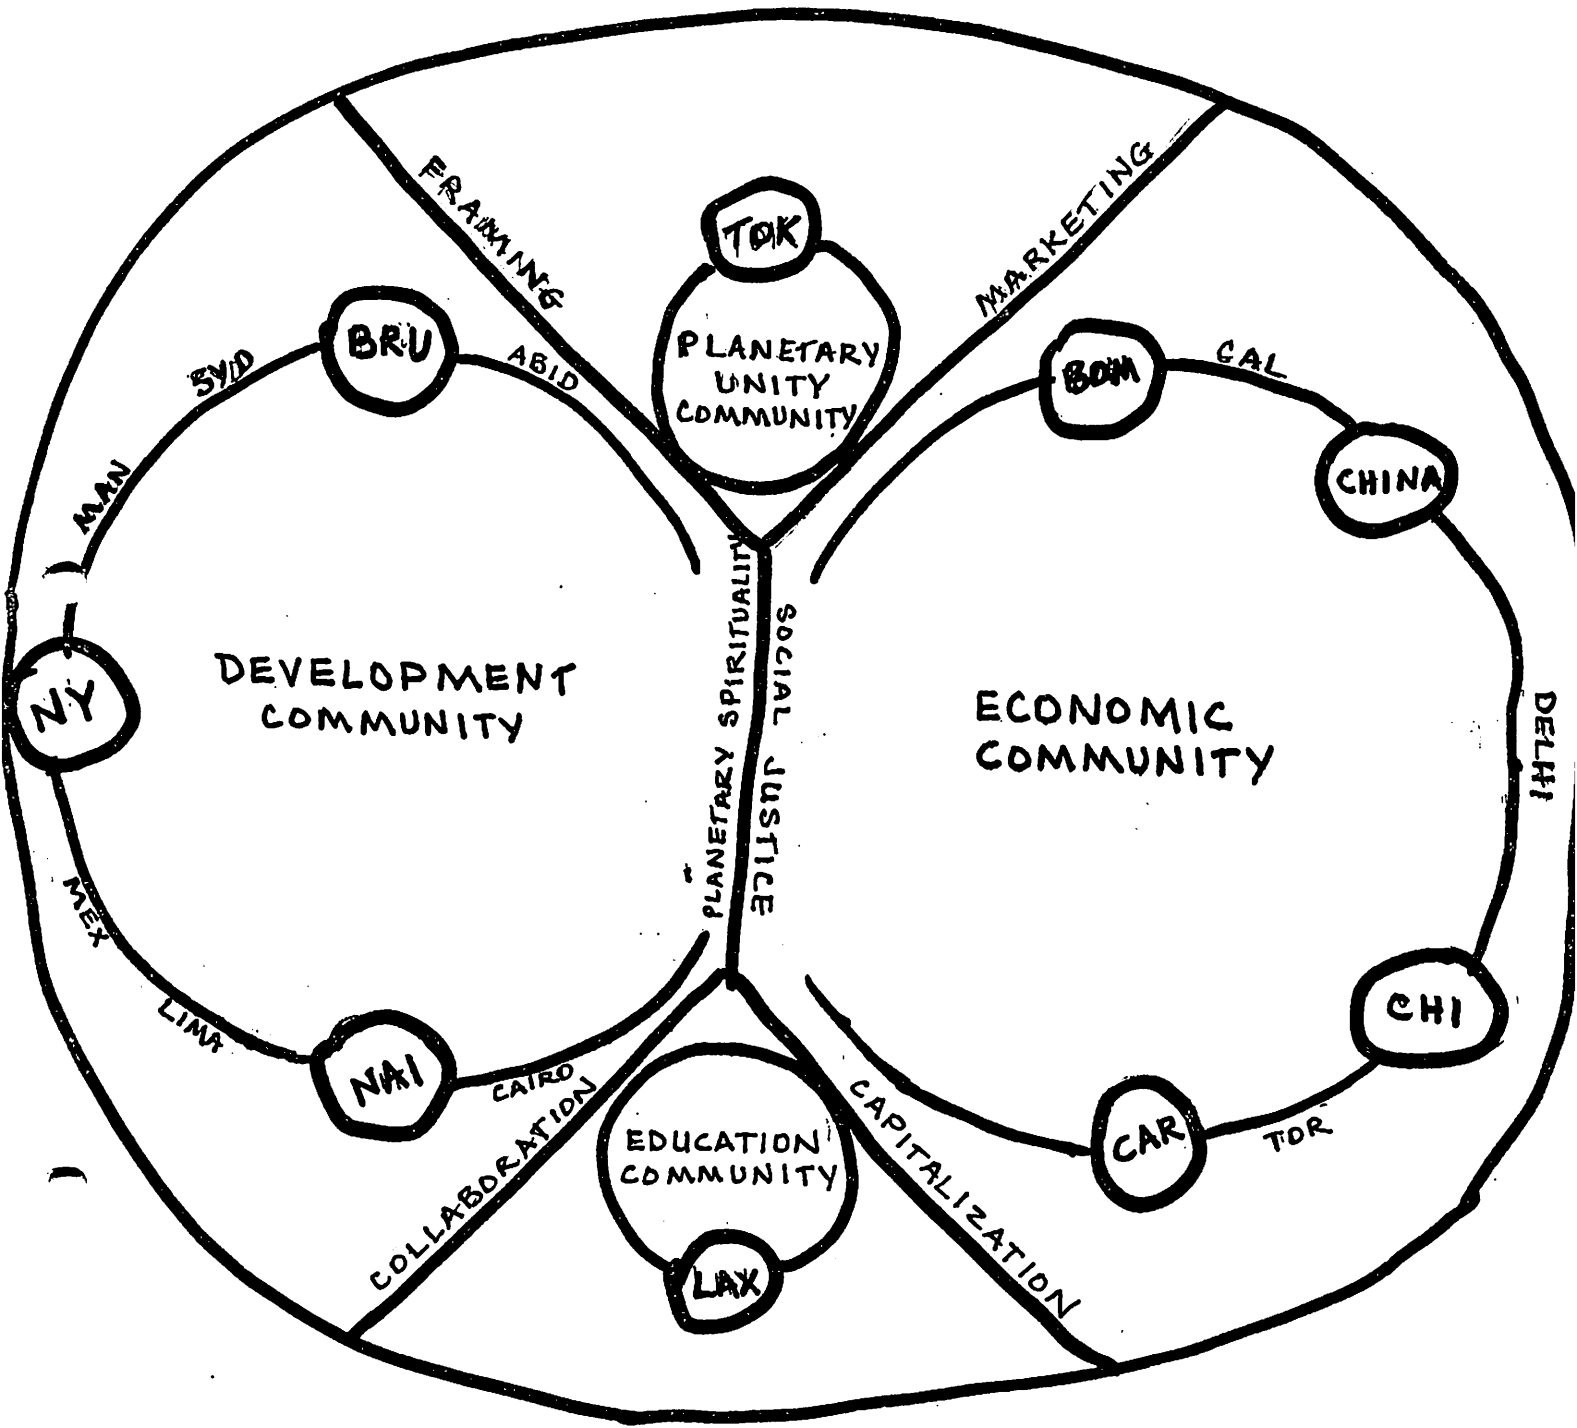 FRAMING
MARKETING
TOK
PLANETARY
UNITY
COMMUNITY
BRU
SYD
ABID
MAN
NY
DEVELOPMENT
COMMUNITY
MEX
LIMA
NAI
CAIRO
PLANETARY SPIRITUALITY
SOCIAL JUSTICE
BOM
CAL
CHINA
ECONOMIC
COMMUNITY
DELHI
CHI
TOR
CAR
COLLABORATION
CAPITALIZATION
EDUCATION
COMMUNITY
LAX